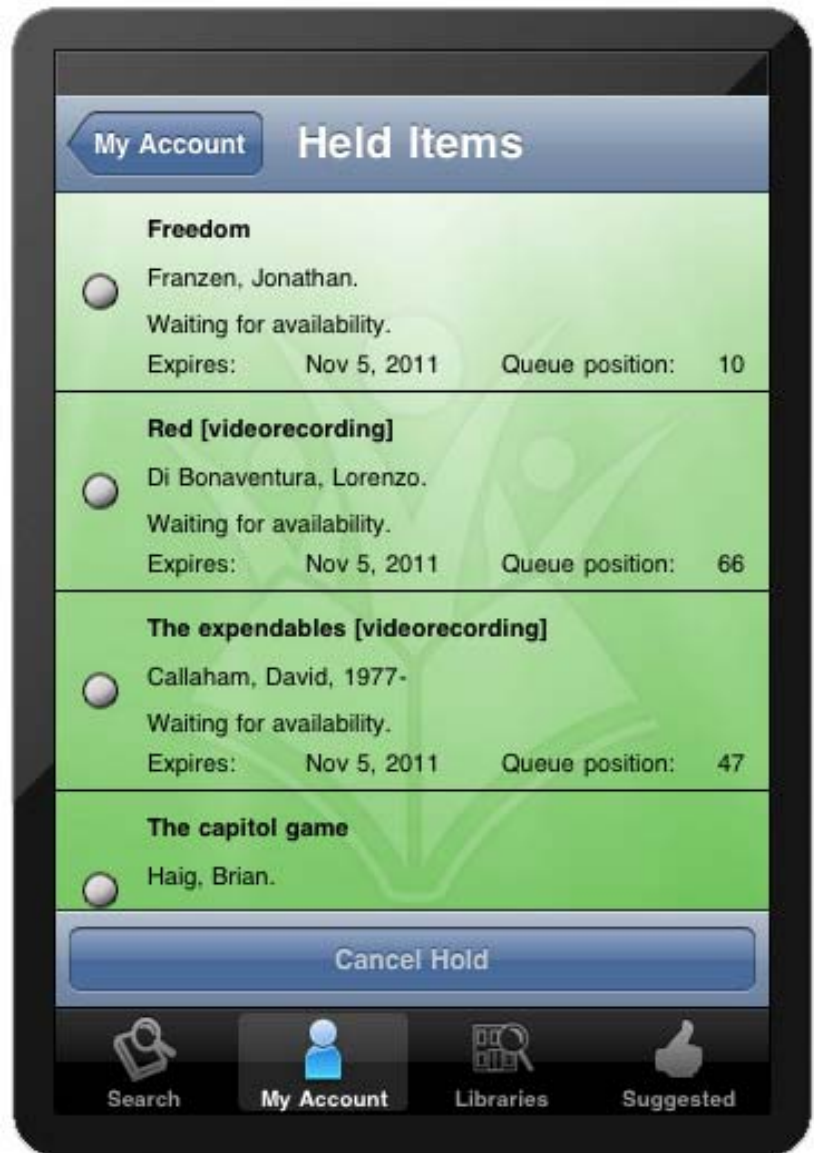 My Account Held Items
Freedom
Franzen, Jonathan.
Waiting for availability.
Expires: Nov 5, 2011 Queue position: 10
Red [videorecording]
Di Bonaventura, Lorenzo.
Waiting for availability.
Expires: Nov 5, 2011 Queue position: 66
The expendables [videorecording]
Callaham, David, 1977-
Waiting for availability.
Expires: Nov 5, 2011 Queue position: 47
The capitol game
Haig, Brian.
Cancel Hold
Search My Account Libraries Suggested